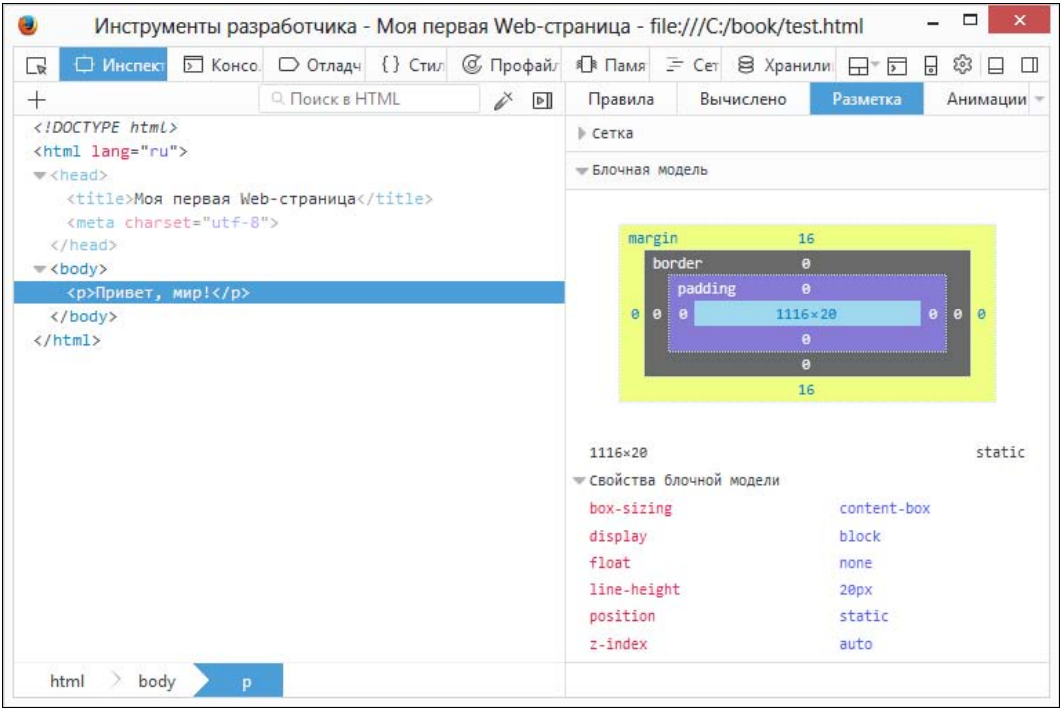 Инструменты разработчика - Моя первая Web-страница - file:///C:/book/test.html
Инспект Консо. Отладч {} Стил Профайл Памя Сет Хранили
Поиск в HTML
Правила Вычислено Разметка Анимации
<!DOCTYPE html>
<html lang="ru">
<head>
<title>Моя первая Web-страница</title>
<meta charset="utf-8">
</head>
<body>
<p>Привет, мир!</p>
</body>
</html>
html body p
Сетка
Блочная модель
margin 16
border 0
padding 0
0 0 0 1116×20 0 0 0
0
0
16
1116×20 static
Свойства блочной модели
box-sizing content-box
display block
float none
line-height 20px
position static
z-index auto